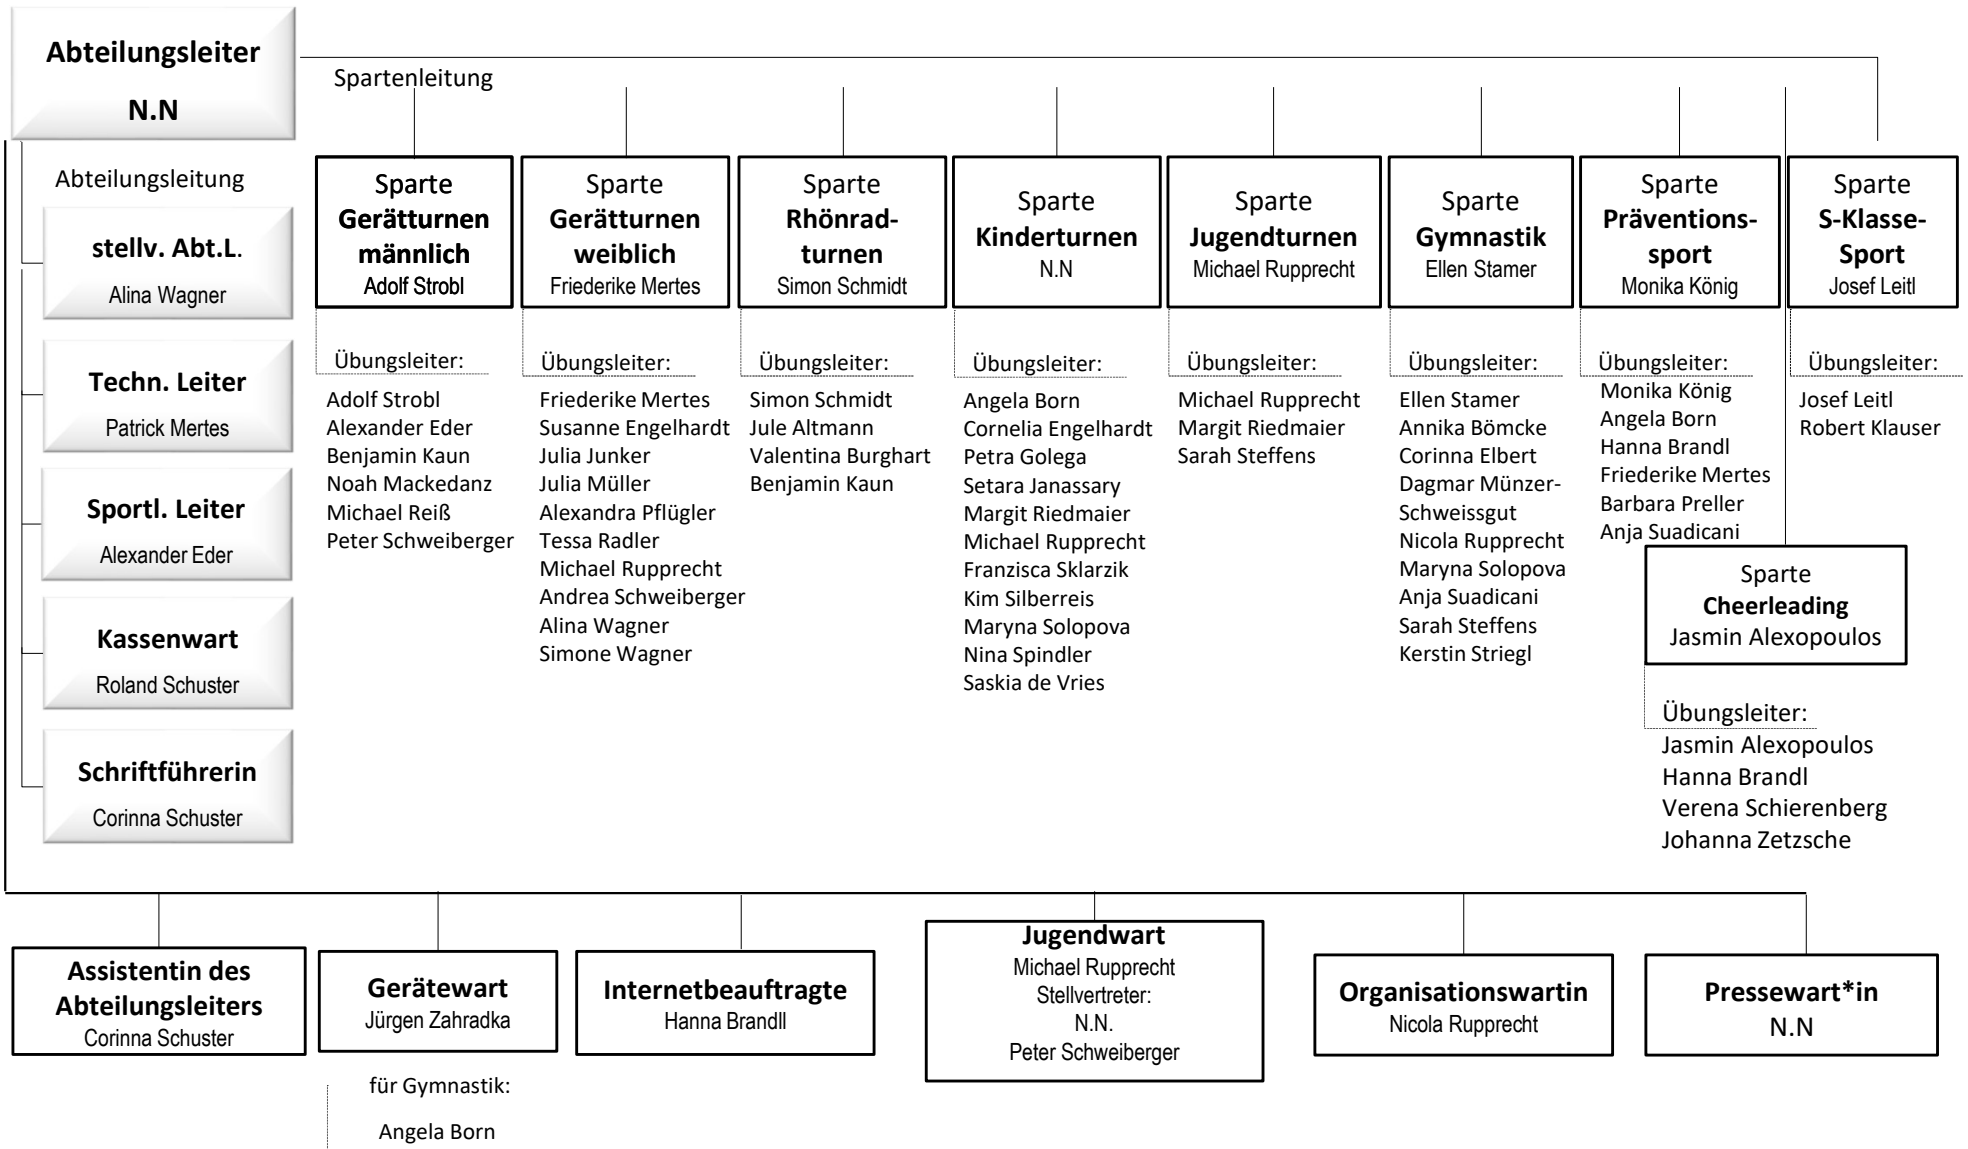 Abteilungsleiter
N.N
Spartenleitung
Abteilungsleitung
stellv. Abt.L.
Alina Wagner
Techn. Leiter
Patrick Mertes
Sportl. Leiter
Alexander Eder
Kassenwart
Roland Schuster
Schriftführerin
Corinna Schuster
Sparte
Gerätturnen
männlich
Adolf Strobl
Übungsleiter:
Adolf Strobl
Alexander Eder
Benjamin Kaun
Noah Mackedanz
Michael Reiß
Peter Schweiberger
Sparte
Gerätturnen
weiblich
Friederike Mertes
Übungsleiter:
Friederike Mertes
Susanne Engelhardt
Julia Junker
Julia Müller
Alexandra Pflügler
Tessa Radler
Michael Rupprecht
Andrea Schweiberger
Alina Wagner
Simone Wagner
Sparte
Rhönrad-
turnen
Simon Schmidt
Übungsleiter:
Simon Schmidt
Jule Altmann
Valentina Burghart
Benjamin Kaun
Sparte
Kinderturnen
N.N
Übungsleiter:
Angela Born
Cornelia Engelhardt
Petra Golega
Setara Janassary
Margit Riedmaier
Michael Rupprecht
Franzisca Sklarzik
Kim Silberreis
Maryna Solopova
Nina Spindler
Saskia de Vries
Sparte
Jugendturnen
Michael Rupprecht
Übungsleiter:
Michael Rupprecht
Margit Riedmaier
Sarah Steffens
Sparte
Gymnastik
Ellen Stamer
Übungsleiter:
Ellen Stamer
Annika Bömcke
Corinna Elbert
Dagmar Münzer-
Schweissgut
Nicola Rupprecht
Maryna Solopova
Anja Suadicani
Sarah Steffens
Kerstin Striegl
Sparte
Präventions-
sport
Monika König
Übungsleiter:
Monika König
Angela Born
Hanna Brandl
Friederike Mertes
Barbara Preller
Anja Suadicani
Sparte
S-Klasse-
Sport
Josef Leitl
Übungsleiter:
Josef Leitl
Robert Klauser
Sparte
Cheerleading
Jasmin Alexopoulos
Übungsleiter:
Jasmin Alexopoulos
Hanna Brandl
Verena Schierenberg
Johanna Zetzsche
Assistentin des
Abteilungsleiters
Corinna Schuster
Gerätewart
Jürgen Zahradka
für Gymnastik:
Angela Born
Internetbeauftragte
Hanna Brandll
Jugendwart
Michael Rupprecht
Stellvertreter:
N.N.
Peter Schweiberger
Organisationswartin
Nicola Rupprecht
Pressewart*in
N.N